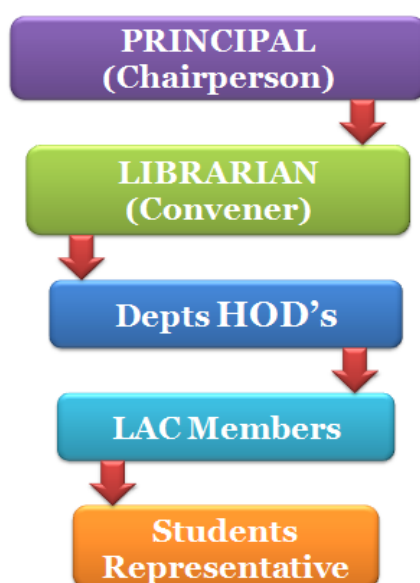 PRINCIPAL
(Chairperson)
LIBRARIAN
(Convener)
Depts HOD's
LAC Members
Students
Representative